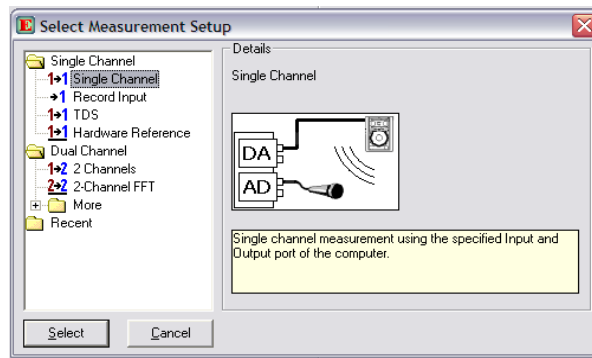 E Select Measurement Setup
Single Channel
1→1 Single Channel
→1 Record Input
1→1 TDS
1→1 Hardware Reference
Dual Channel
1→2 2 Channels
2→2 2-Channel FFT
More
Recent
Details
Single Channel
DA
AD
Single channel measurement using the specified Input and
Output port of the computer.
Select
Cancel